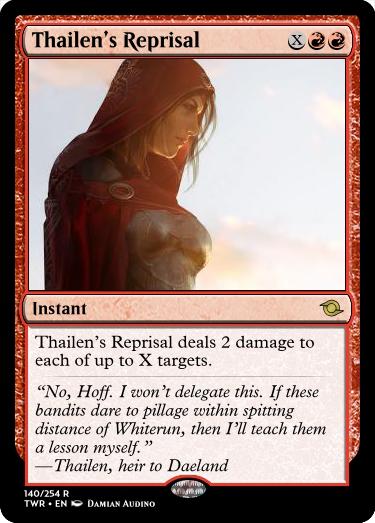 Thailen's Reprisal X
Instant
Thailen's Reprisal deals 2 damage to
each of up to X targets.
"No, Hoff. I won't delegate this. If these
bandits dare to pillage within spitting
distance of Whiterun, then I'll teach them
a lesson myself."
—Thailen, heir to Daeland
140/254 R
TWR • EN Damian Audino